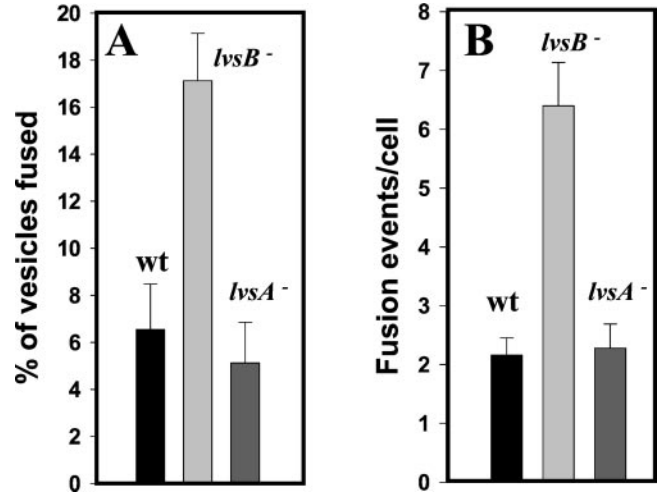 A
% of vesicles fused
20
18
16
14
12
10
8
6
4
2
0
wt
lvsB -
lvsA -
B
Fusion events/cell
8
7
6
5
4
3
2
1
0
wt
lvsB -
lvsA -